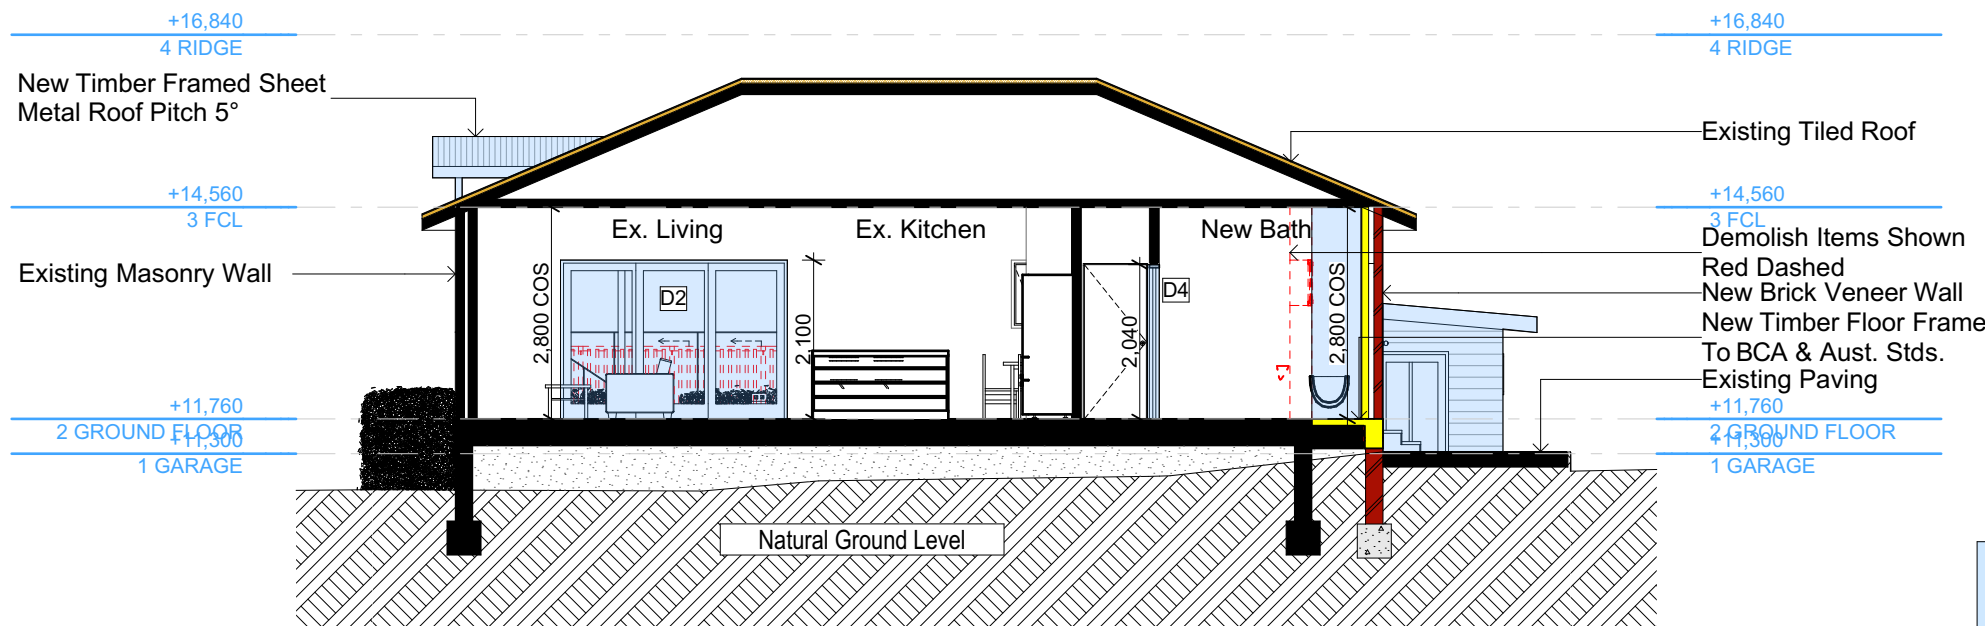 +16,840
4 RIDGE
+16,840
4 RIDGE
New Timber Framed Sheet
Metal Roof Pitch 5°
Existing Tiled Roof
+14,560
3 FCL
+14,560
3 FCL
Ex. Living
Ex. Kitchen
New Bath
Demolish Items Shown
Red Dashed
Existing Masonry Wall
New Brick Veneer Wall
D2
D4
2,800 COS
2,100
2,040
2,800 COS
New Timber Floor Frame
To BCA & Aust. Stds.
Existing Paving
+11,760
2 GROUND FLOOR
+11,300
1 GARAGE
+11,760
2 GROUND FLOOR
+11,300
1 GARAGE
Natural Ground Level